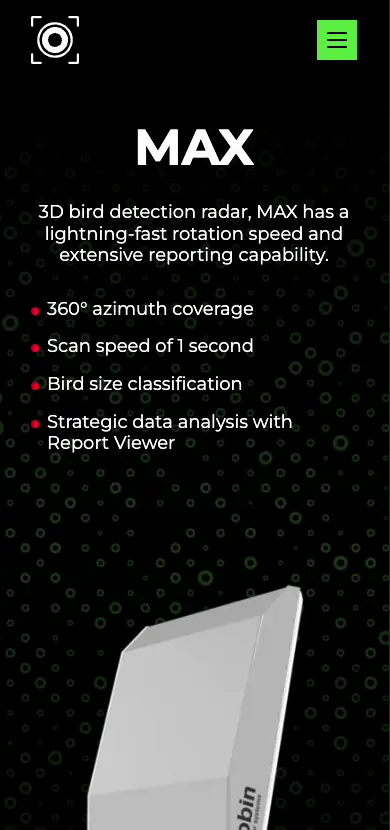 MAX
3D bird detection radar, MAX has a
lightning-fast rotation speed and
extensive reporting capability.
360° azimuth coverage
Scan speed of 1 second
Bird size classification
Strategic data analysis with
Report Viewer
obin
systems